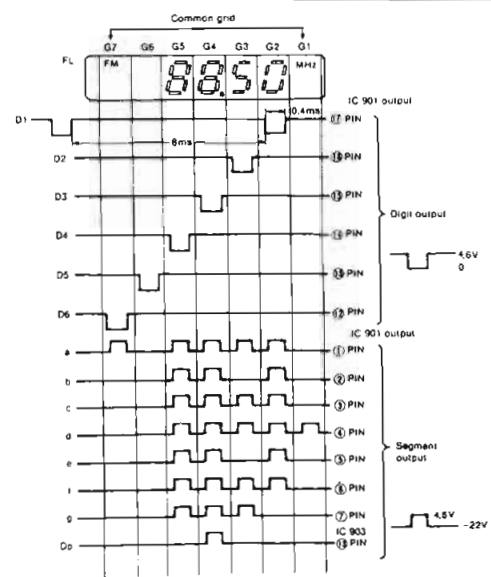 Common grid
G7 G6 G5 G4 G3 G2 G1
FL FM 88.50 MHz
IC 901 output
0.4ms
D1 ⑰ PIN
6ms
D2 ⑯ PIN
D3 ⑮ PIN
Digit output
D4 ⑭ PIN
4.6V
0
D5 PIN
D6 ⑫ PIN
IC 901 output
a ① PIN
b ② PIN
c ③ PIN
d ④ PIN
Segment
output
e ⑤ PIN
f ⑥ PIN
g ⑦ PIN
4.6V
-22V
IC 903
Dp PIN